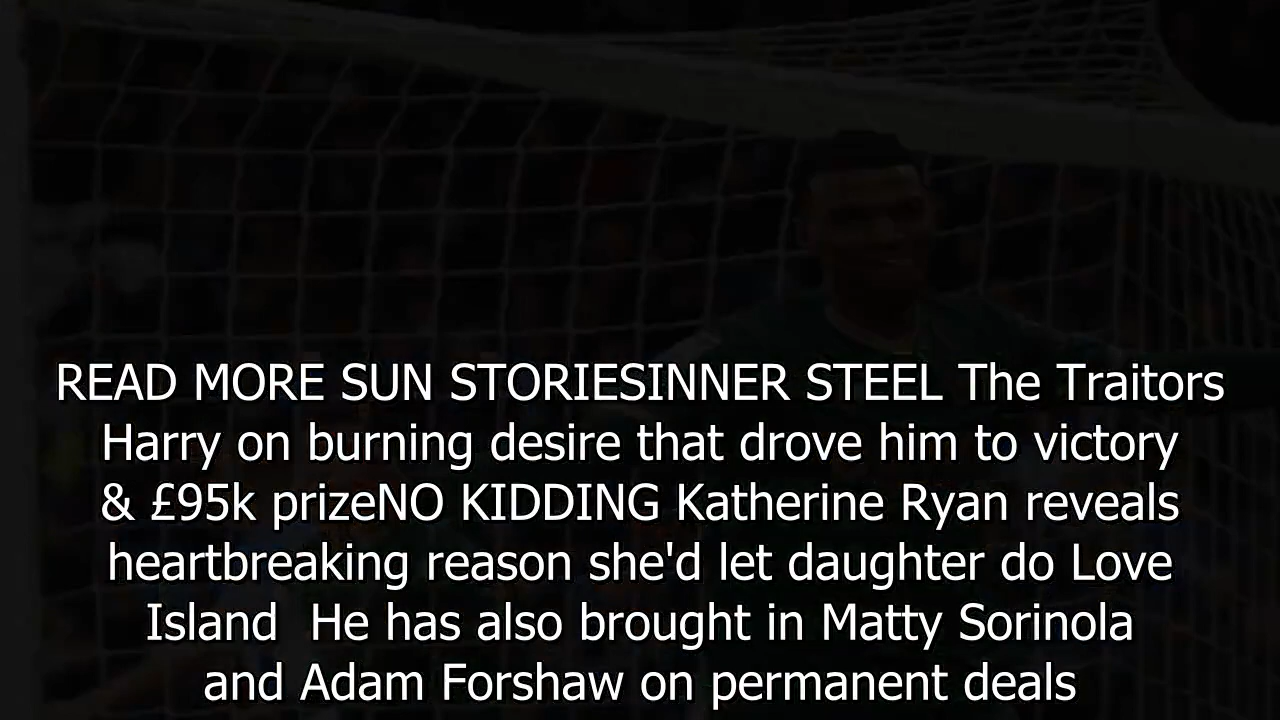 READ MORE SUN STORIESINNER STEEL The Traitors
Harry on burning desire that drove him to victory
& £95k prizeNO KIDDING Katherine Ryan reveals
heartbreaking reason she'd let daughter do Love
Island  He has also brought in Matty Sorinola
and Adam Forshaw on permanent deals